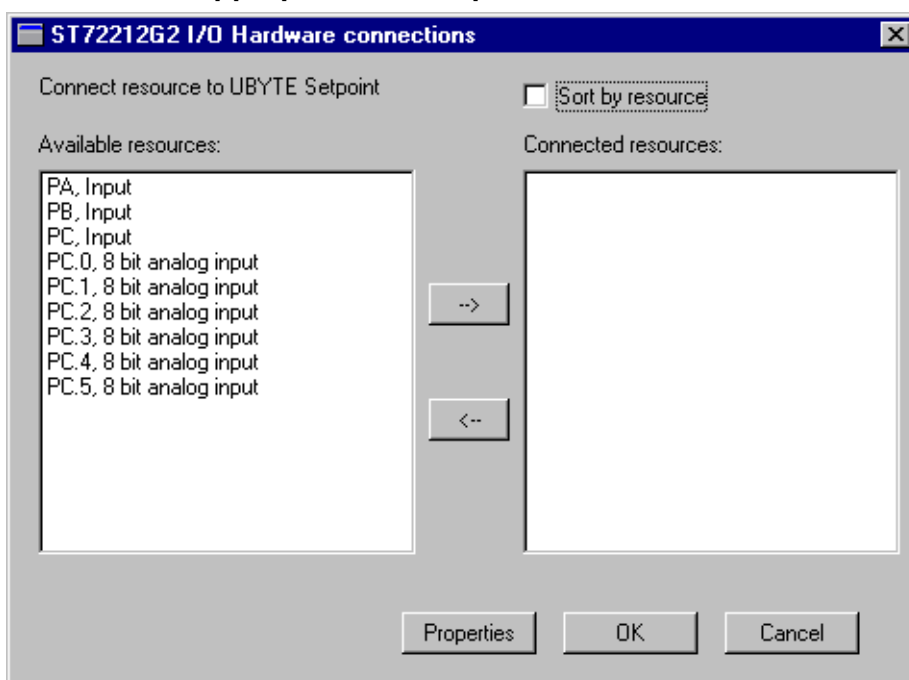 ST72212G2 I/O Hardware connections
Connect resource to UBYTE Setpoint
Sort by resource
Available resources:
Connected resources:
PA, Input
PB, Input
PC, Input
PC.0, 8 bit analog input
PC.1, 8 bit analog input
PC.2, 8 bit analog input
PC.3, 8 bit analog input
PC.4, 8 bit analog input
PC.5, 8 bit analog input
-->
<--
Properties
OK
Cancel